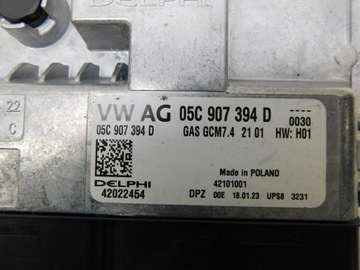 DELPHI
22
C
VW AG 05C 907 394 D
0030
05C 907 394 D GAS GCM7.4 21 01 HW: H01
Made in POLAND
DELPHI 42101001
42022454 DPZ 00E 18.01.23 UPS8 3231